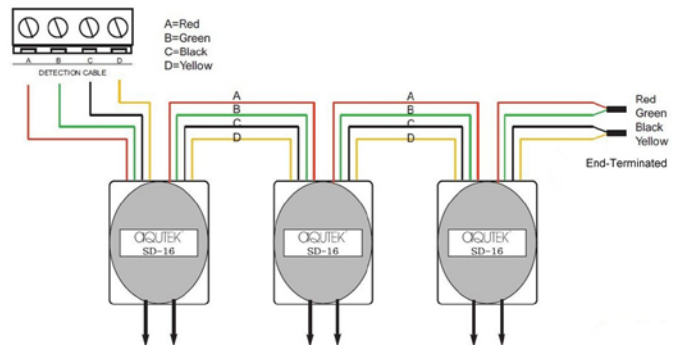 A B C D
DETECTION CABLE
A=Red
B=Green
C=Black
D=Yellow
A
B
C
D
A
B
C
D
Red
Green
Black
Yellow
End-Terminated
AQUTEK
SD-16
AQUTEK
SD-16
AQUTEK
SD-16